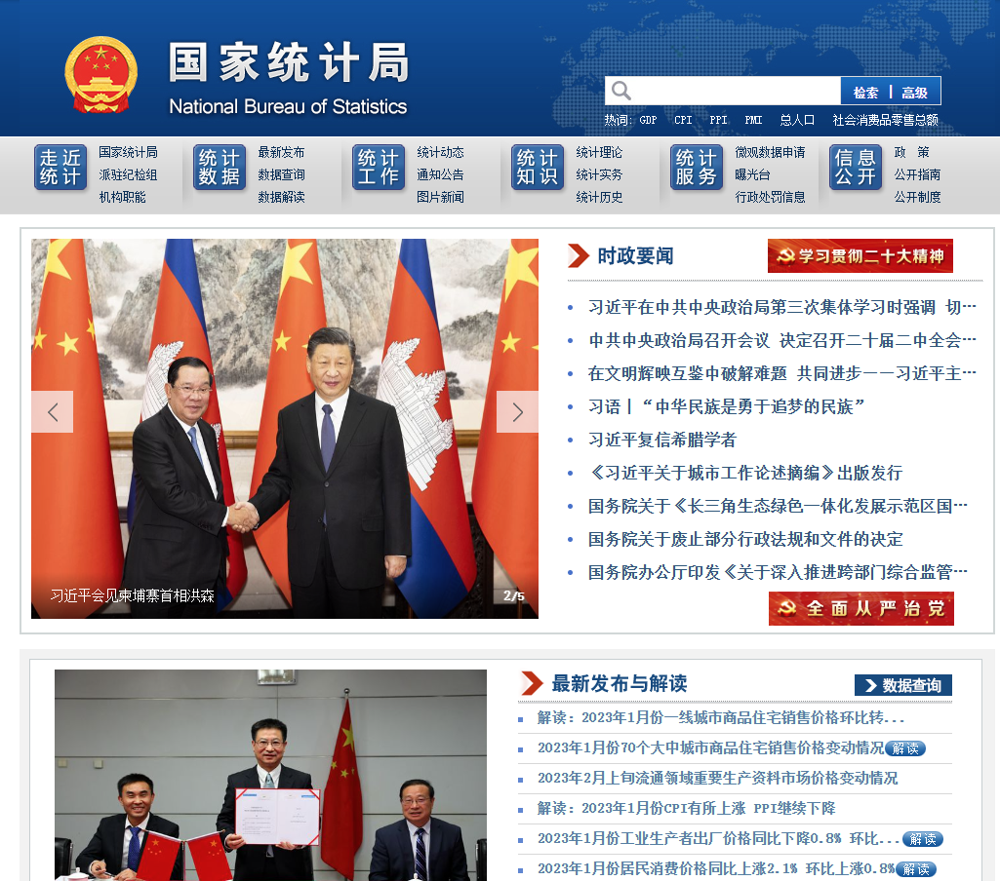 国家统计局
National Bureau of Statistics
检索 | 高级
热词: GDP CPI PPI PMI 总人口 社会消费品零售总额
走近统计
国家统计局
派驻纪检组
机构职能
统计数据
最新发布
数据查询
数据解读
统计工作
统计动态
通知公告
图片新闻
统计知识
统计理论
统计实务
统计历史
统计服务
微观数据申请
曝光台
行政处罚信息
信息公开
政 策
公开指南
公开制度
习近平会见柬埔寨首相洪森
2/5
时政要闻
学习贯彻二十大精神
习近平在中共中央政治局第三次集体学习时强调 切…
中共中央政治局召开会议 决定召开二十届二中全会…
在文明辉映互鉴中破解难题 共同进步——习近平主…
习语丨“中华民族是勇于追梦的民族”
习近平复信希腊学者
《习近平关于城市工作论述摘编》出版发行
国务院关于《长三角生态绿色一体化发展示范区国…
国务院关于废止部分行政法规和文件的决定
国务院办公厅印发《关于深入推进跨部门综合监管…
全面从严治党
最新发布与解读
数据查询
解读：2023年1月份一线城市商品住宅销售价格环比转...
2023年1月份70个大中城市商品住宅销售价格变动情况 解读
2023年2月上旬流通领域重要生产资料市场价格变动情况
解读：2023年1月份CPI有所上涨 PPI继续下降
2023年1月份工业生产者出厂价格同比下降0.8% 环比... 解读
2023年1月份居民消费价格同比上涨2.1% 环比上涨0.8% 解读